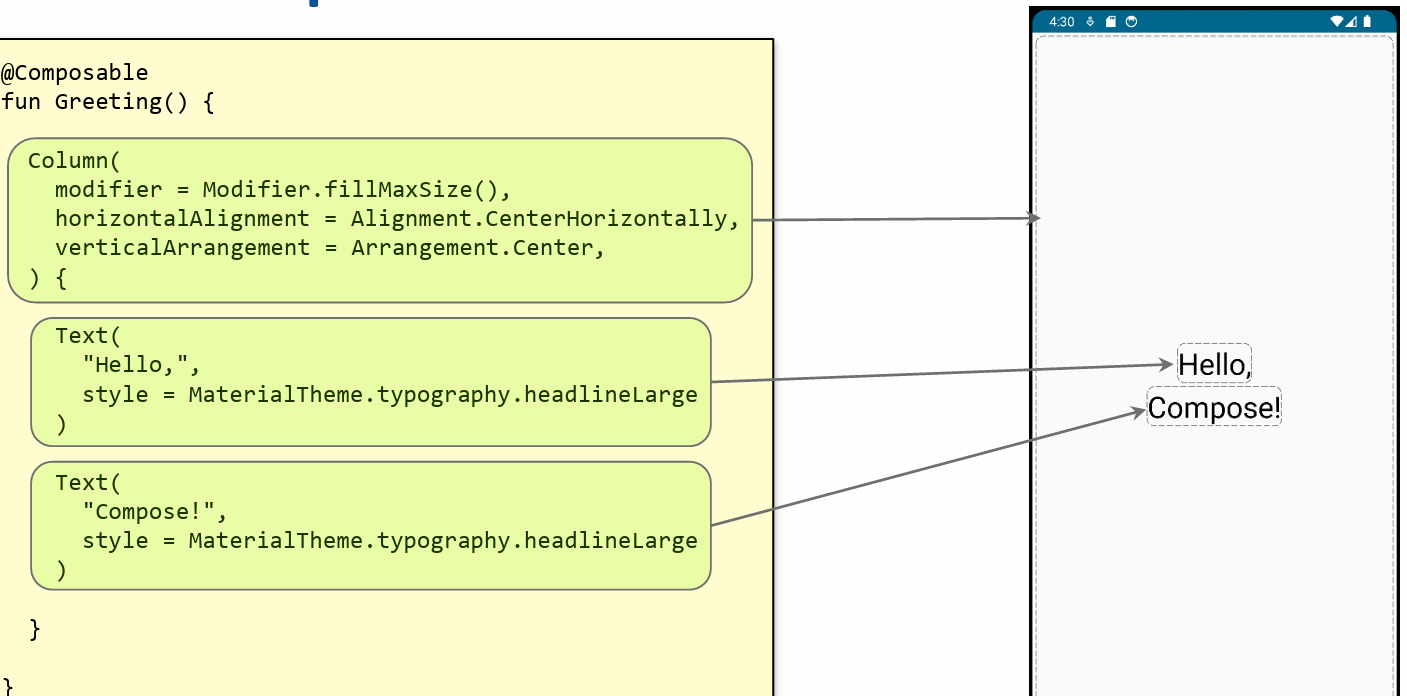 @Composable
fun Greeting() {
Column(
modifier = Modifier.fillMaxSize(),
horizontalAlignment = Alignment.CenterHorizontally,
verticalArrangement = Arrangement.Center,
) {
Text(
"Hello,",
style = MaterialTheme.typography.headlineLarge
)
Text(
"Compose!",
style = MaterialTheme.typography.headlineLarge
)
}
}
4:30
Hello,
Compose!